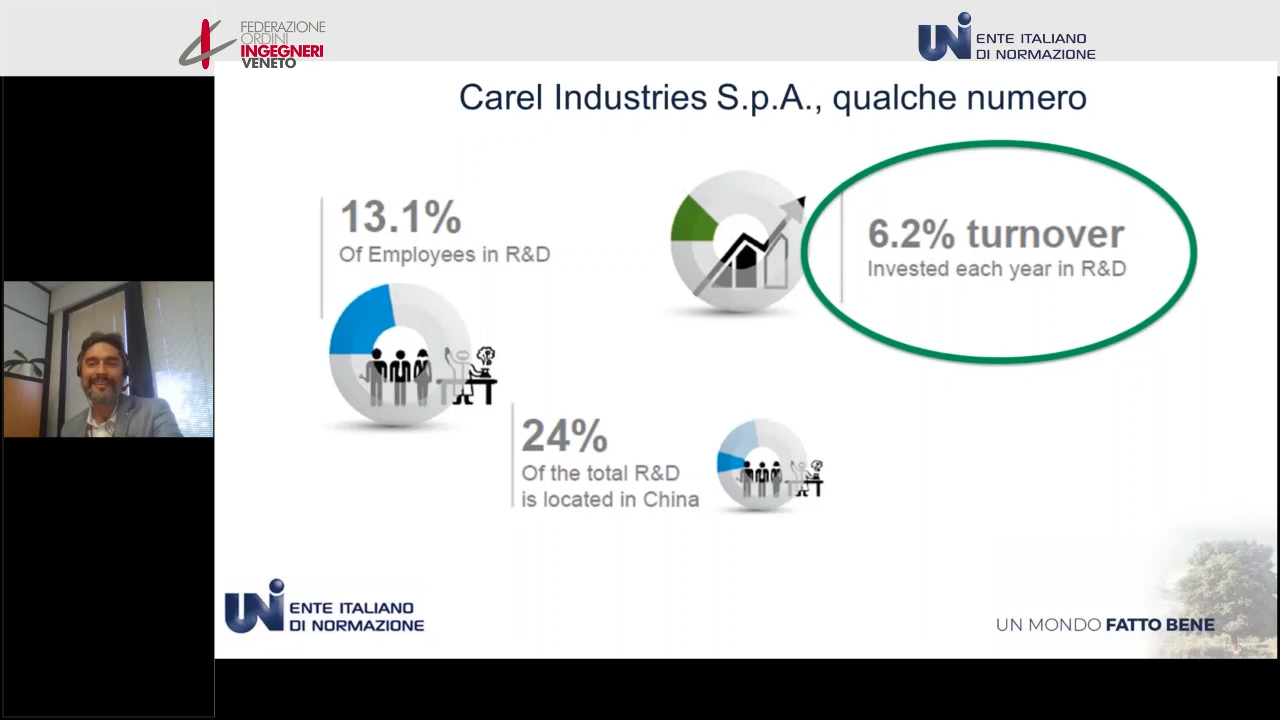 FEDERAZIONE
ORDINI
INGEGNERI
VENETO
UNI ENTE ITALIANO
DI NORMAZIONE
Carel Industries S.p.A., qualche numero
13.1%
Of Employees in R&D
6.2% turnover
Invested each year in R&D
24%
Of the total R&D
is located in China
UNI ENTE ITALIANO
DI NORMAZIONE
UN MONDO FATTO BENE